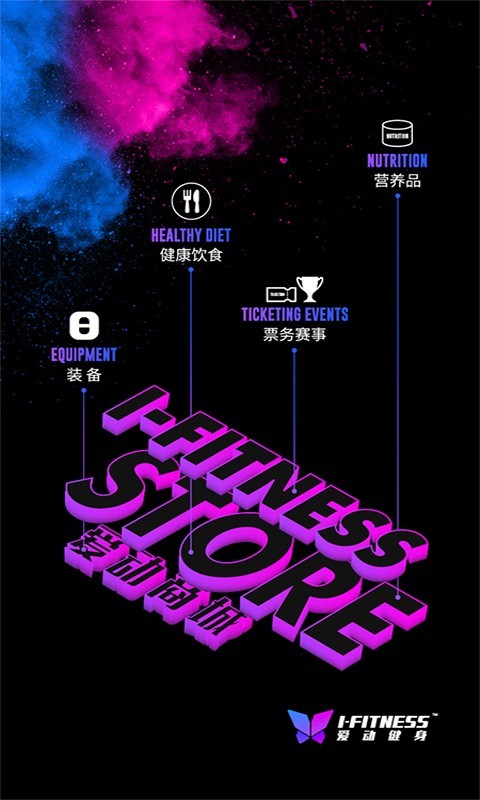 NUTRITION
NUTRITION
营养品
HEALTHY DIET
健康饮食
TICKETING EVENTS
票务赛事
EQUIPMENT
装备
I-FITNESS
STORE
爱动商城
I-FITNESS™
爱动健身